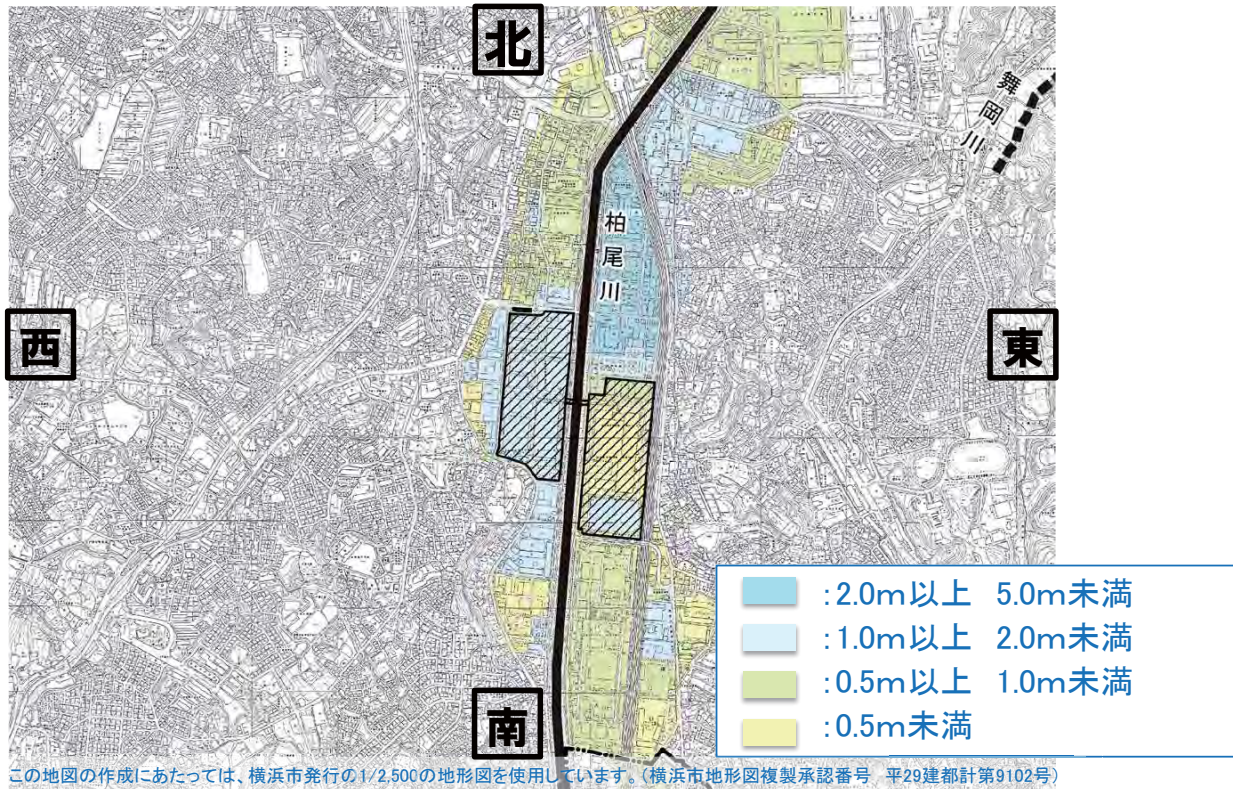 北
舞岡川
柏尾川
西
東
:2.0m以上 5.0m未満
:1.0m以上 2.0m未満
:0.5m以上 1.0m未満
:0.5m未満
南
この地図の作成にあたっては、横浜市発行の1/2,500の地形図を使用しています。(横浜市地形図複製承認番号 平29建都計第9102号)